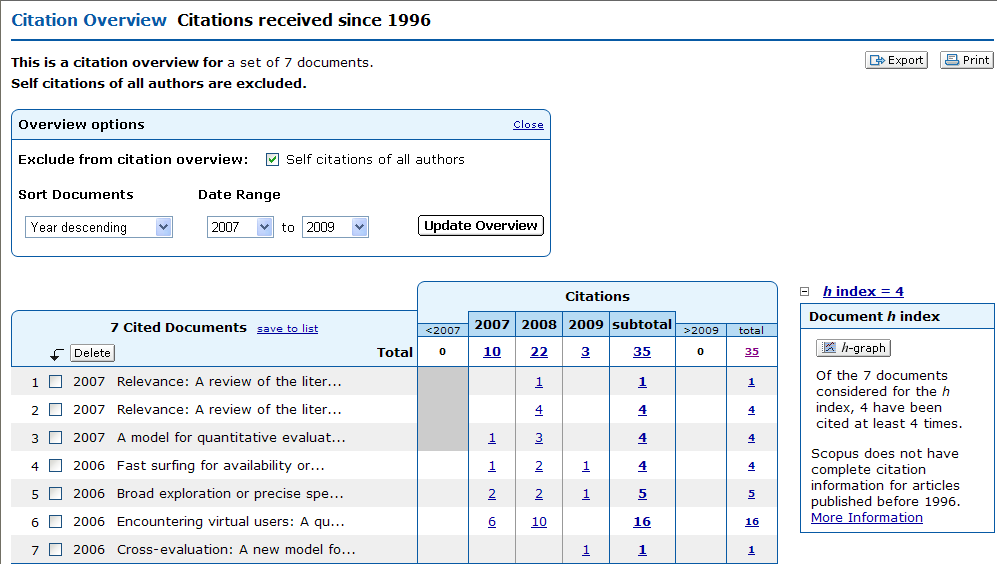 Citation Overview Citations received since 1996
This is a citation overview for a set of 7 documents.
Export Print
Self citations of all authors are excluded.
Overview options Close
Exclude from citation overview: Self citations of all authors
Sort Documents Date Range
Year descending 2007 to 2009 Update Overview
h index = 4
Document h index
h-graph
Of the 7 documents
considered for the h
index, 4 have been
cited at least 4 times.
Scopus does not have
complete citation
information for articles
published before 1996.
More Information
Citations
7 Cited Documents save to list <2007 2007 2008 2009 subtotal >2009 total
Delete Total 0 10 22 3 35 0 35
1 2007 Relevance: A review of the liter... 1 1 1
2 2007 Relevance: A review of the liter... 4 4 4
3 2007 A model for quantitative evaluat... 1 3 4 4
4 2006 Fast surfing for availability or... 1 2 1 4 4
5 2006 Broad exploration or precise spe... 2 2 1 5 5
6 2006 Encountering virtual users: A qu... 6 10 16 16
7 2006 Cross-evaluation: A new model fo... 1 1 1